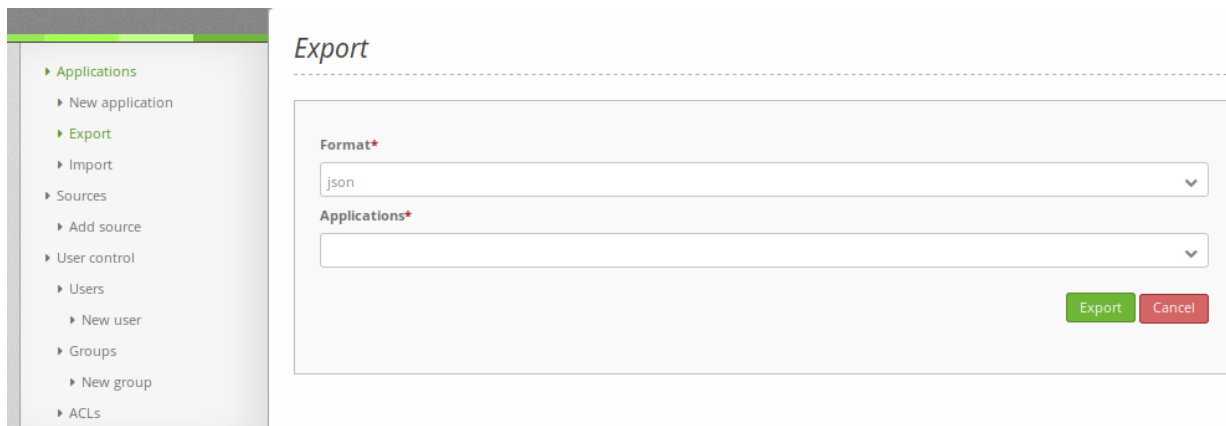 Applications
New application
Export
Import
Sources
Add source
User control
Users
New user
Groups
New group
ACLs
Export
Format*
json
Applications*
Export Cancel